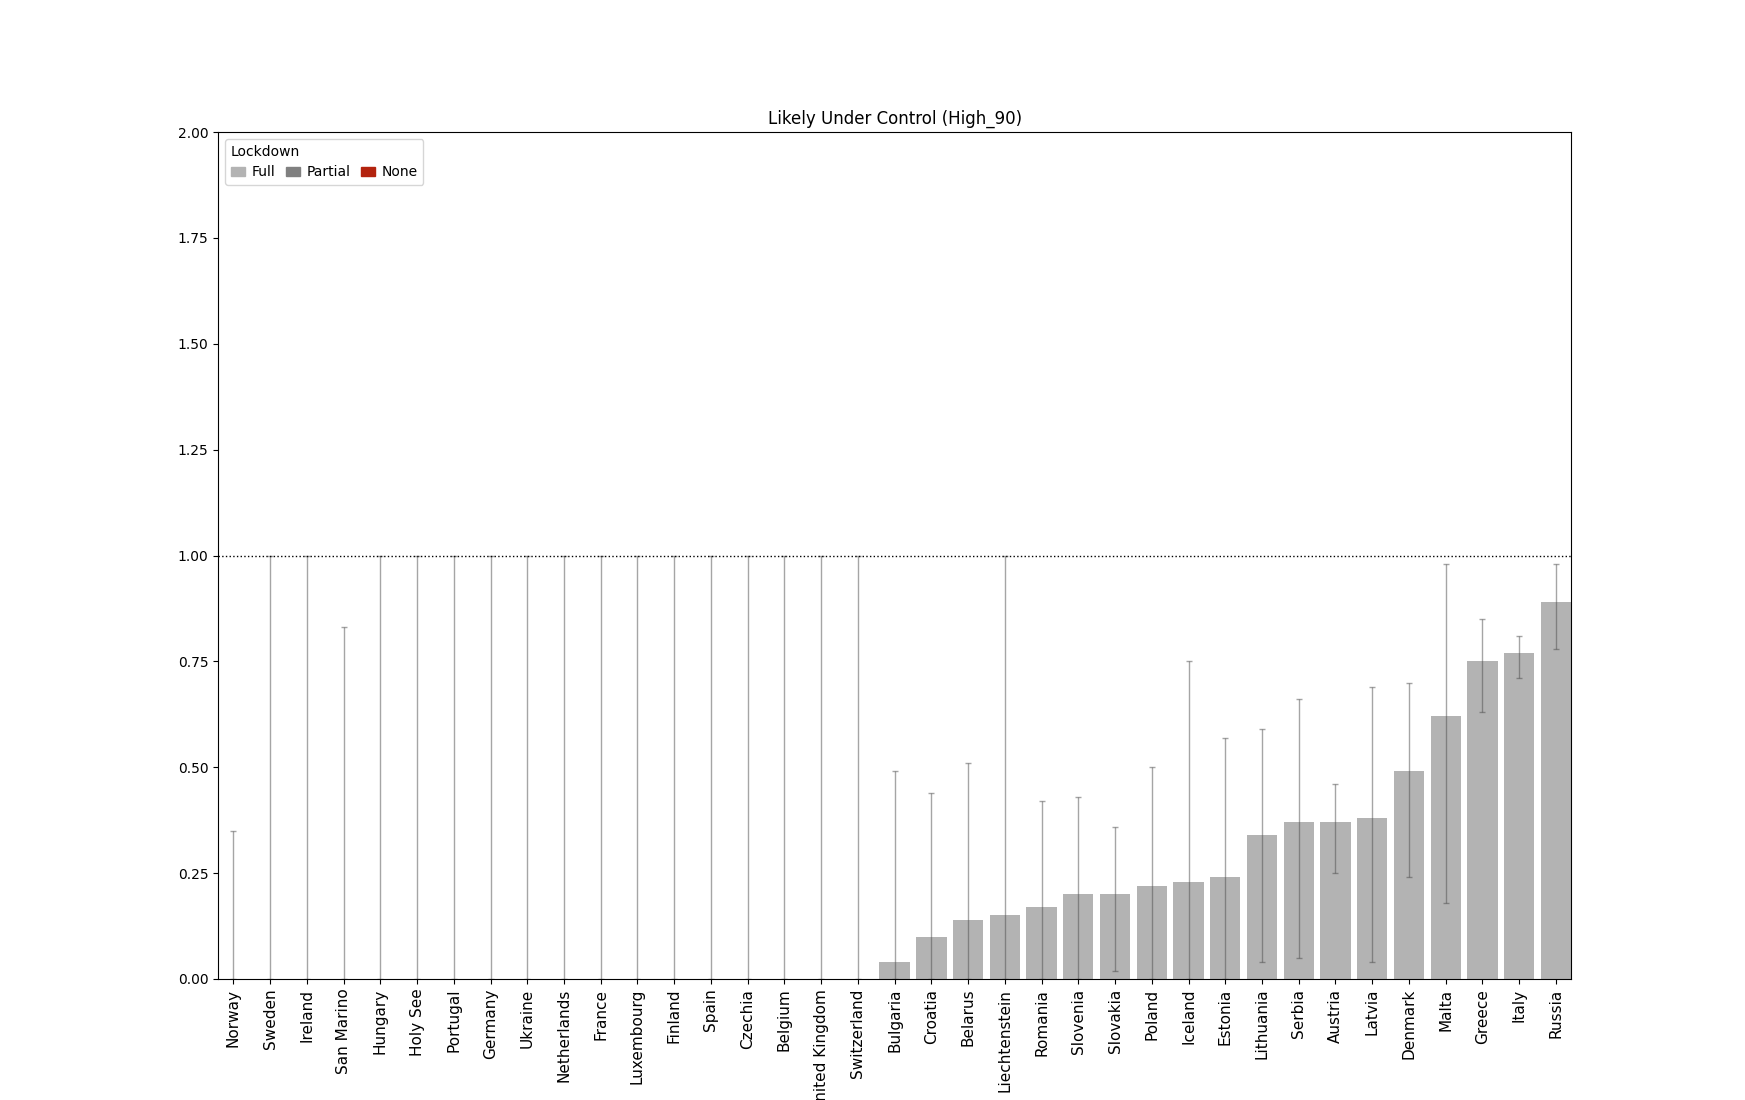 Likely Under Control (High_90)
2.00
1.75
1.50
1.25
1.00
0.75
0.50
0.25
0.00
Lockdown
Full Partial None
Norway
Sweden
Ireland
San Marino
Hungary
Holy See
Portugal
Germany
Ukraine
Netherlands
France
Luxembourg
Finland
Spain
Czechia
Belgium
nited Kingdom
Switzerland
Bulgaria
Croatia
Belarus
Liechtenstein
Romania
Slovenia
Slovakia
Poland
Iceland
Estonia
Lithuania
Serbia
Austria
Latvia
Denmark
Malta
Greece
Italy
Russia